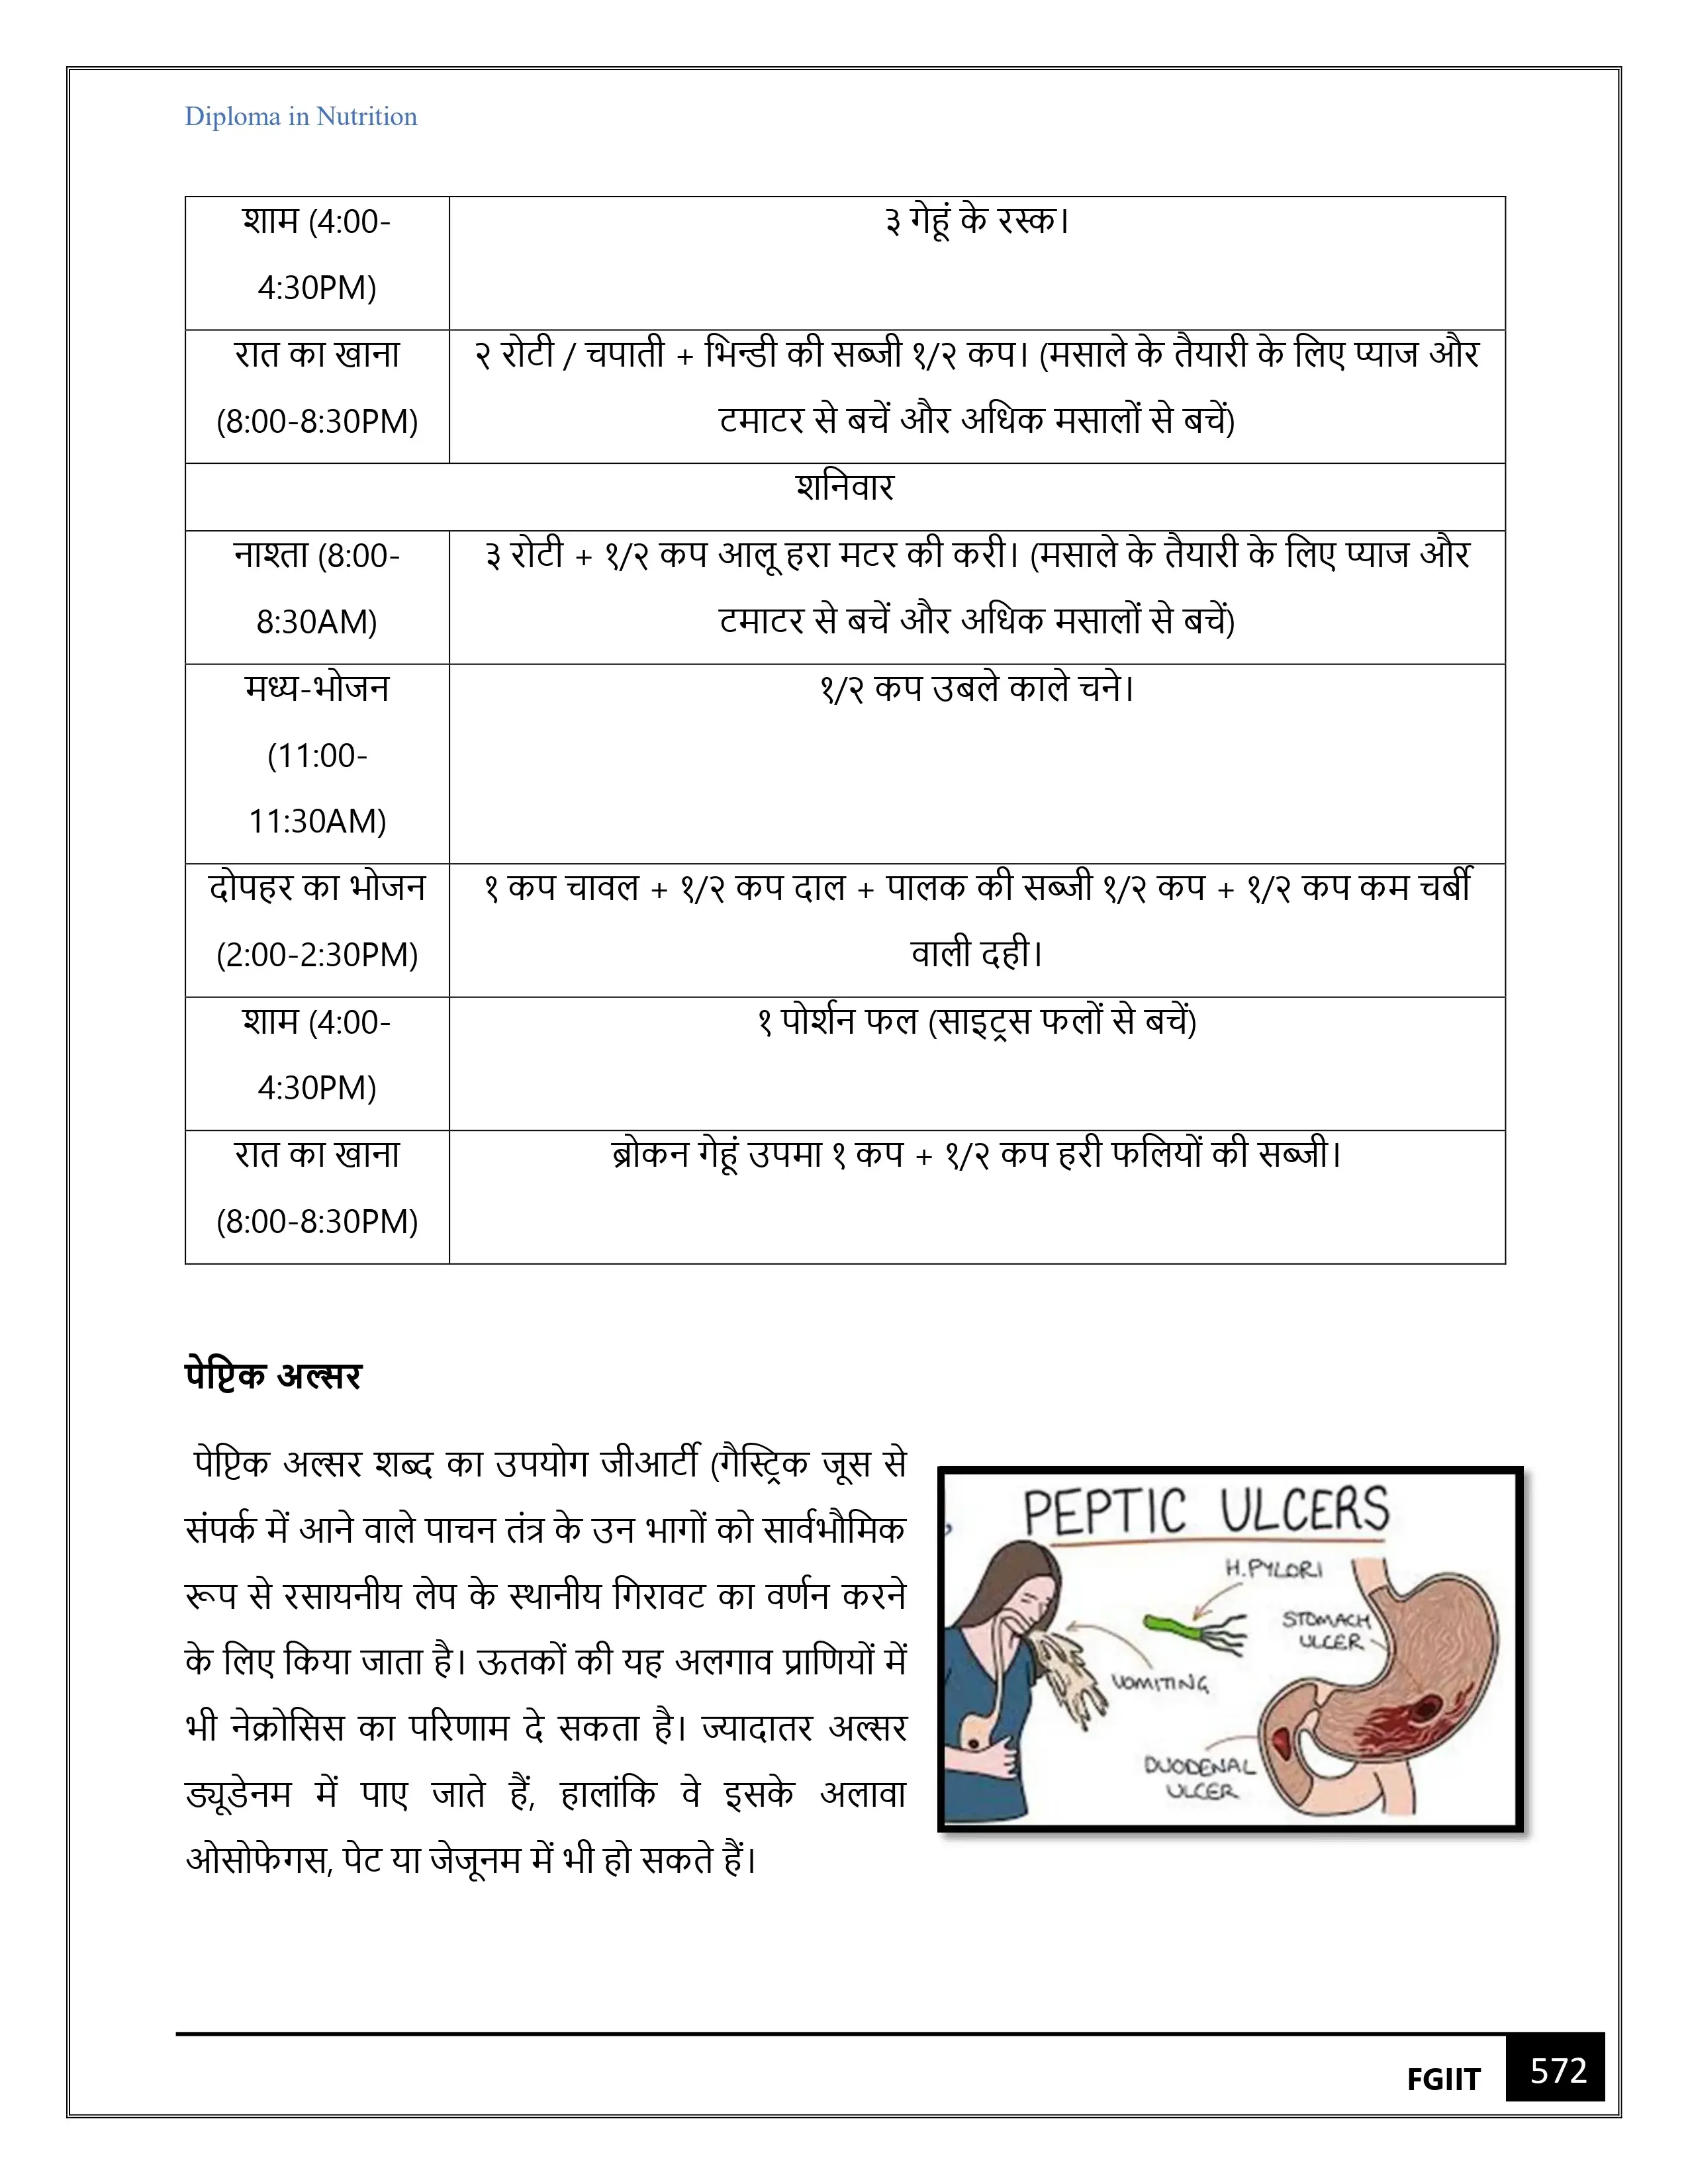 Diploma in Nutrition
शाम (4:00-
4:30PM)
३ गेहूं के रस्क।
रात का खाना
(8:00-8:30PM)
२ रोटी / चपाती + भिन्डी की सब्जी १/२ कप। (मसाले के तैयारी के लिए प्याज और
टमाटर से बचें और अधिक मसालों से बचें)
शनिवार
नाश्ता (8:00-
8:30AM)
३ रोटी + १/२ कप आलू हरा मटर की करी। (मसाले के तैयारी के लिए प्याज और
टमाटर से बचें और अधिक मसालों से बचें)
मध्य-भोजन
(11:00-
11:30AM)
१/२ कप उबले काले चने।
दोपहर का भोजन
(2:00-2:30PM)
१ कप चावल + १/२ कप दाल + पालक की सब्जी १/२ कप + १/२ कप कम चर्बी
वाली दही।
शाम (4:00-
4:30PM)
१ पोर्शन फल (साइट्रस फलों से बचें)
रात का खाना
(8:00-8:30PM)
ब्रोकन गेहूं उपमा १ कप + १/२ कप हरी फलियों की सब्जी।
पेप्टिक अल्सर
पेप्टिक अल्सर शब्द का उपयोग जीआर्टी (गैस्ट्रिक जूस से
संपर्क में आने वाले पाचन तंत्र के उन भागों को सार्वभौमिक
रूप से रसायनीय लेप के स्थानीय गिरावट का वर्णन करने
के लिए किया जाता है। ऊतकों की यह अलगाव प्राणियों में
भी नेक्रोसिस का परिणाम दे सकता है। ज्यादातर अल्सर
ड्यूडेनम में पाए जाते हैं, हालांकि वे इसके अलावा
ओसोफेगस, पेट या जेजूनम में भी हो सकते हैं।
PEPTIC ULCERS
H.PYLORI
STOMACH
ULCER
VOMITING
DUODENAL
ULCER
FGIIT
572